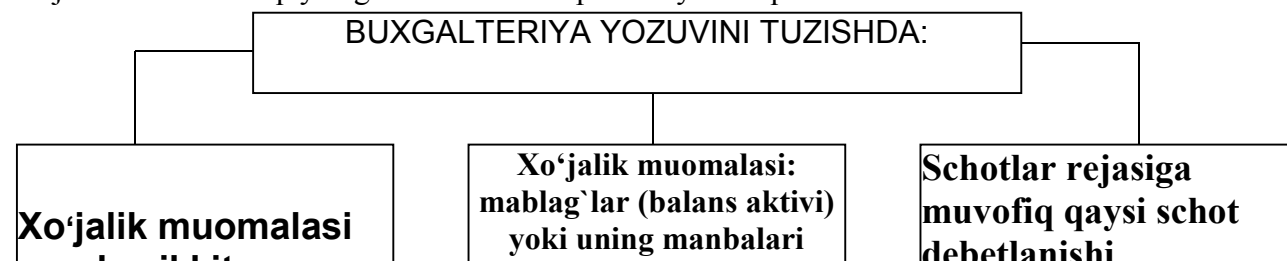 BUXGALTERIYA YOZUVINI TUZISHDA:
Xo‘jalik muomalasi
Xo‘jalik muomalasi:
mablag`lar (balans aktivi)
yoki uning manbalari
Schotlar rejasiga
muvofiq qaysi schot
debetlanishi